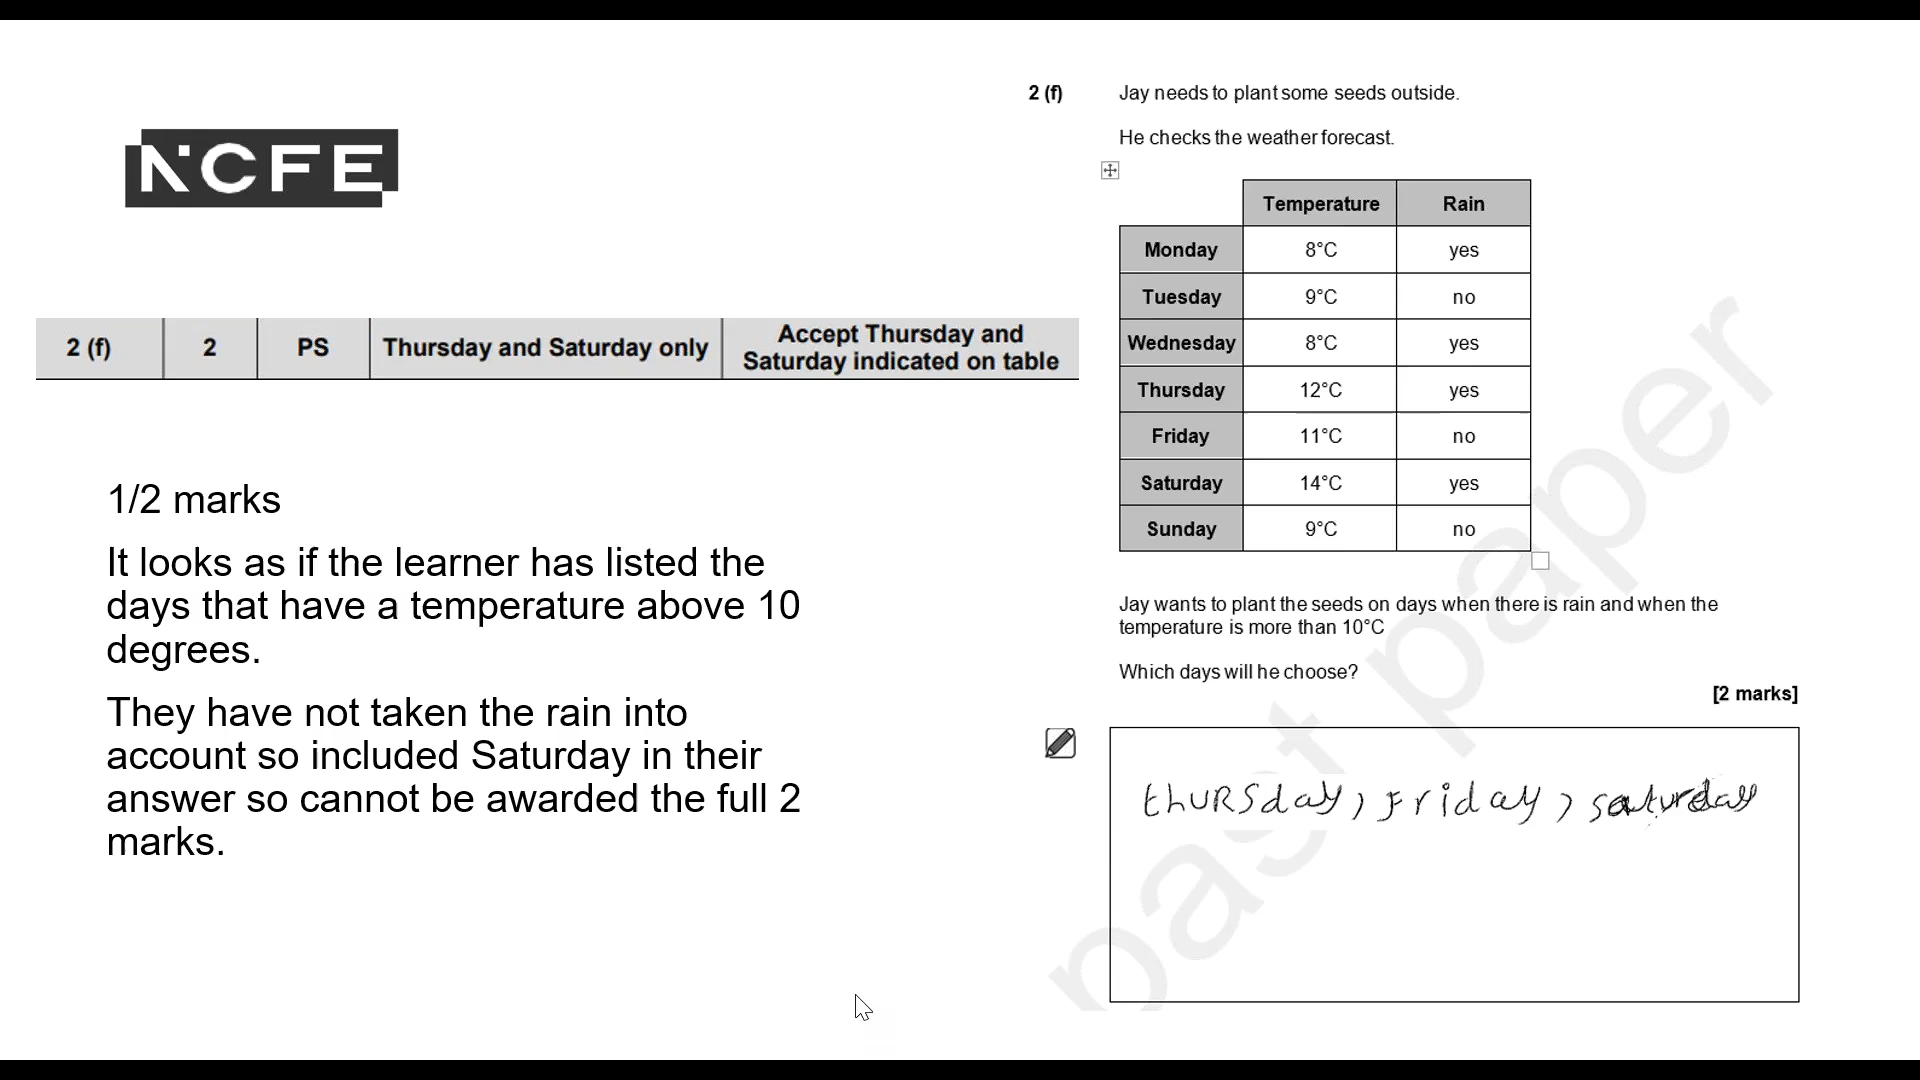 NCFE
2 (f) 2 PS Thursday and Saturday only Accept Thursday and
Saturday indicated on table
1/2 marks
It looks as if the learner has listed the
days that have a temperature above 10
degrees.
They have not taken the rain into
account so included Saturday in their
answer so cannot be awarded the full 2
marks.
2 (f) Jay needs to plant some seeds outside.
He checks the weather forecast.
Temperature Rain
Monday 8°C yes
Tuesday 9°C no
Wednesday 8°C yes
Thursday 12°C yes
Friday 11°C no
Saturday 14°C yes
Sunday 9°C no
Jay wants to plant the seeds on days when there is rain and when the
temperature is more than 10°C
Which days will he choose?
[2 marks]
thURSday, Friday, saturday
past paper